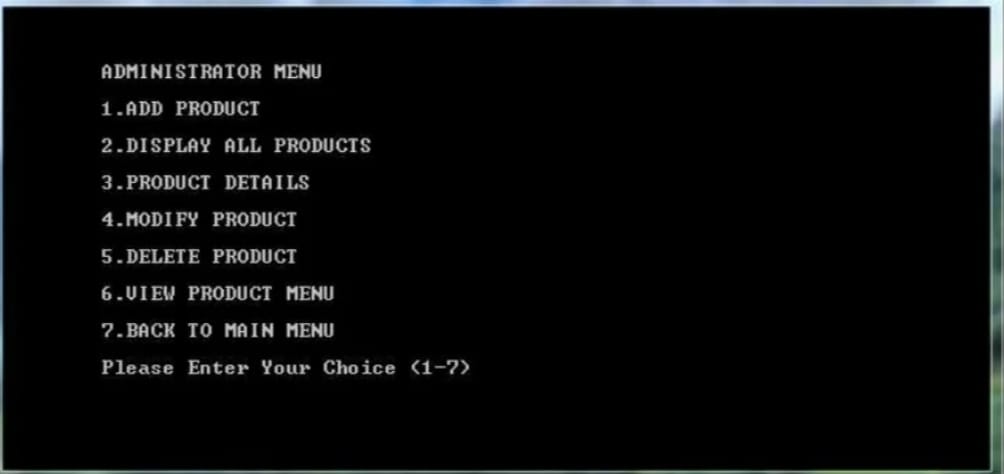 ADMINISTRATOR MENU
1.ADD PRODUCT
2.DISPLAY ALL PRODUCTS
3.PRODUCT DETAILS
4.MODIFY PRODUCT
5.DELETE PRODUCT
6.VIEW PRODUCT MENU
7.BACK TO MAIN MENU
Please Enter Your Choice (1-7)